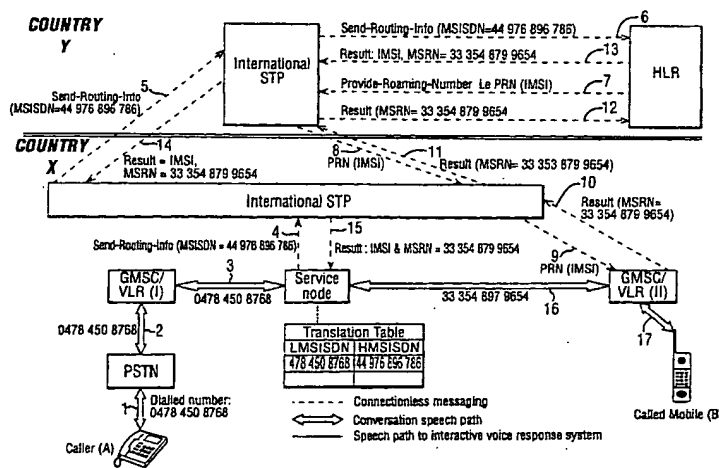 COUNTRY
Y
International
STP
HLR
Send-Routing-Info (MSISDN=44 976 896 786)
6
Result: IMSI, MSRN= 33 354 879 9654
13
Provide-Roaming-Number i.e PRN (IMSI)
7
Result (MSRN= 33 354 879 9654)
12
5
Send-Routing-Info
(MSISDN=44 976 896 786)
14
COUNTRY
X
Result = IMSI,
MSRN = 33 354 879 9654
8
PRN (IMSI)
11
Result (MSRN= 33 353 879 9654)
10
Result (MSRN=
33 354 879 9654)
International STP
4
15
Send-Routing-Info (MSISDN = 44 976 896 786)
Result : IMSI & MSRN = 33 354 879 9654
9
PRN (IMSI)
GMSC/
VLR (I)
3
0478 450 8768
Service
node
33 354 897 9654
16
GMSC/
VLR (II)
0478 450 8768
2
17
Translation Table
LMSISDN
HMSISDN
478 450 8768
44 976 896 786
PSTN
1
Dialled number:
0478 450 8768
Caller (A)
Called Mobile (B
Connectionless messaging
Conversation speech path
Speech path to interactive voice response system